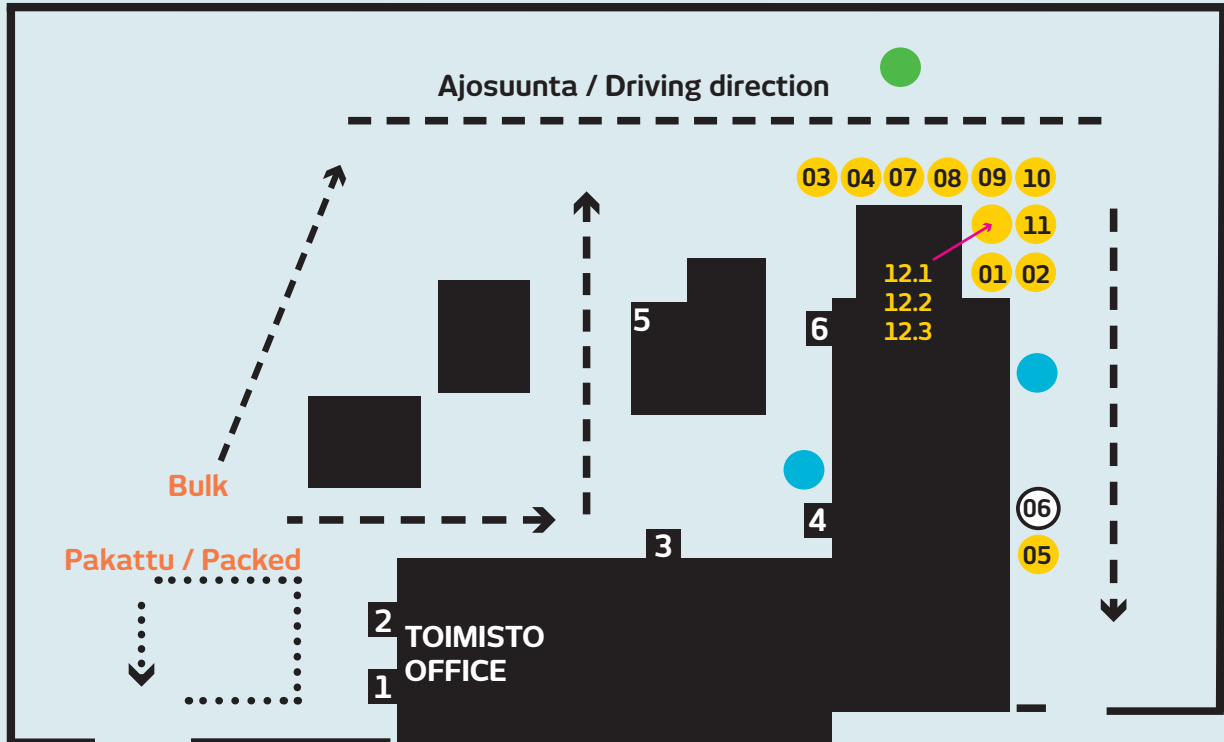 Ajosuunta / Driving direction
03 04 07 08 09 10
11
12.1 01 02
12.2
12.3
5
6
Bulk
4
06
3
Pakattu / Packed
05
2
TOIMISTO
OFFICE
1